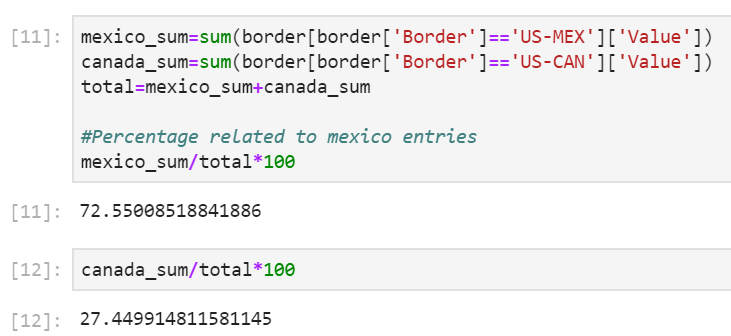 [11]: mexico_sum=sum(border[border['Border']=='US-MEX']['Value'])
canada_sum=sum(border[border['Border']=='US-CAN']['Value'])
total=mexico_sum+canada_sum
#Percentage related to mexico entries
mexico_sum/total*100
[11]: 72.55008518841886
[12]: canada_sum/total*100
[12]: 27.449914811581145